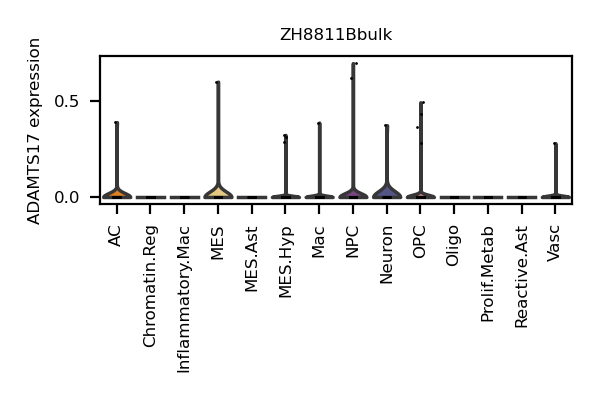 ZH8811Bbulk
ADAMTS17 expression
0.5
0.0
AC
Chromatin.Reg
Inflammatory.Mac
MES
MES.Ast
MES.Hyp
Mac
NPC
Neuron
OPC
Oligo
Prolif.Metab
Reactive.Ast
Vasc